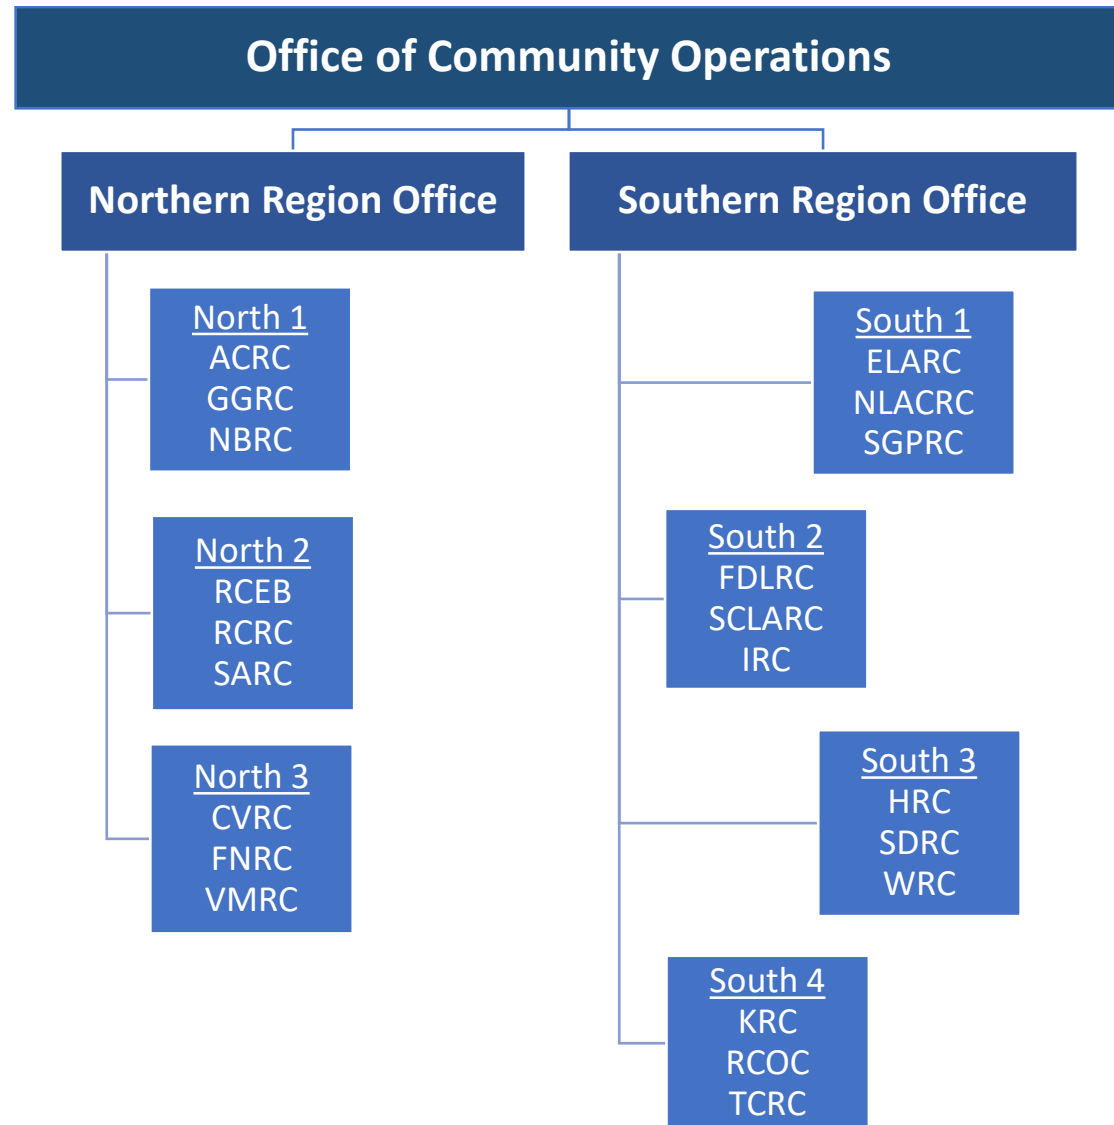 Office of Community Operations
Northern Region Office
North 1
ACRC
GGRC
NBRC
North 2
RCEB
RCRC
SARC
North 3
CVRC
FNRC
VMRC
Southern Region Office
South 1
ELARC
NLACRC
SGPRC
South 2
FDLRC
SCLARC
IRC
South 3
HRC
SDRC
WRC
South 4
KRC
RCOC
TCRC